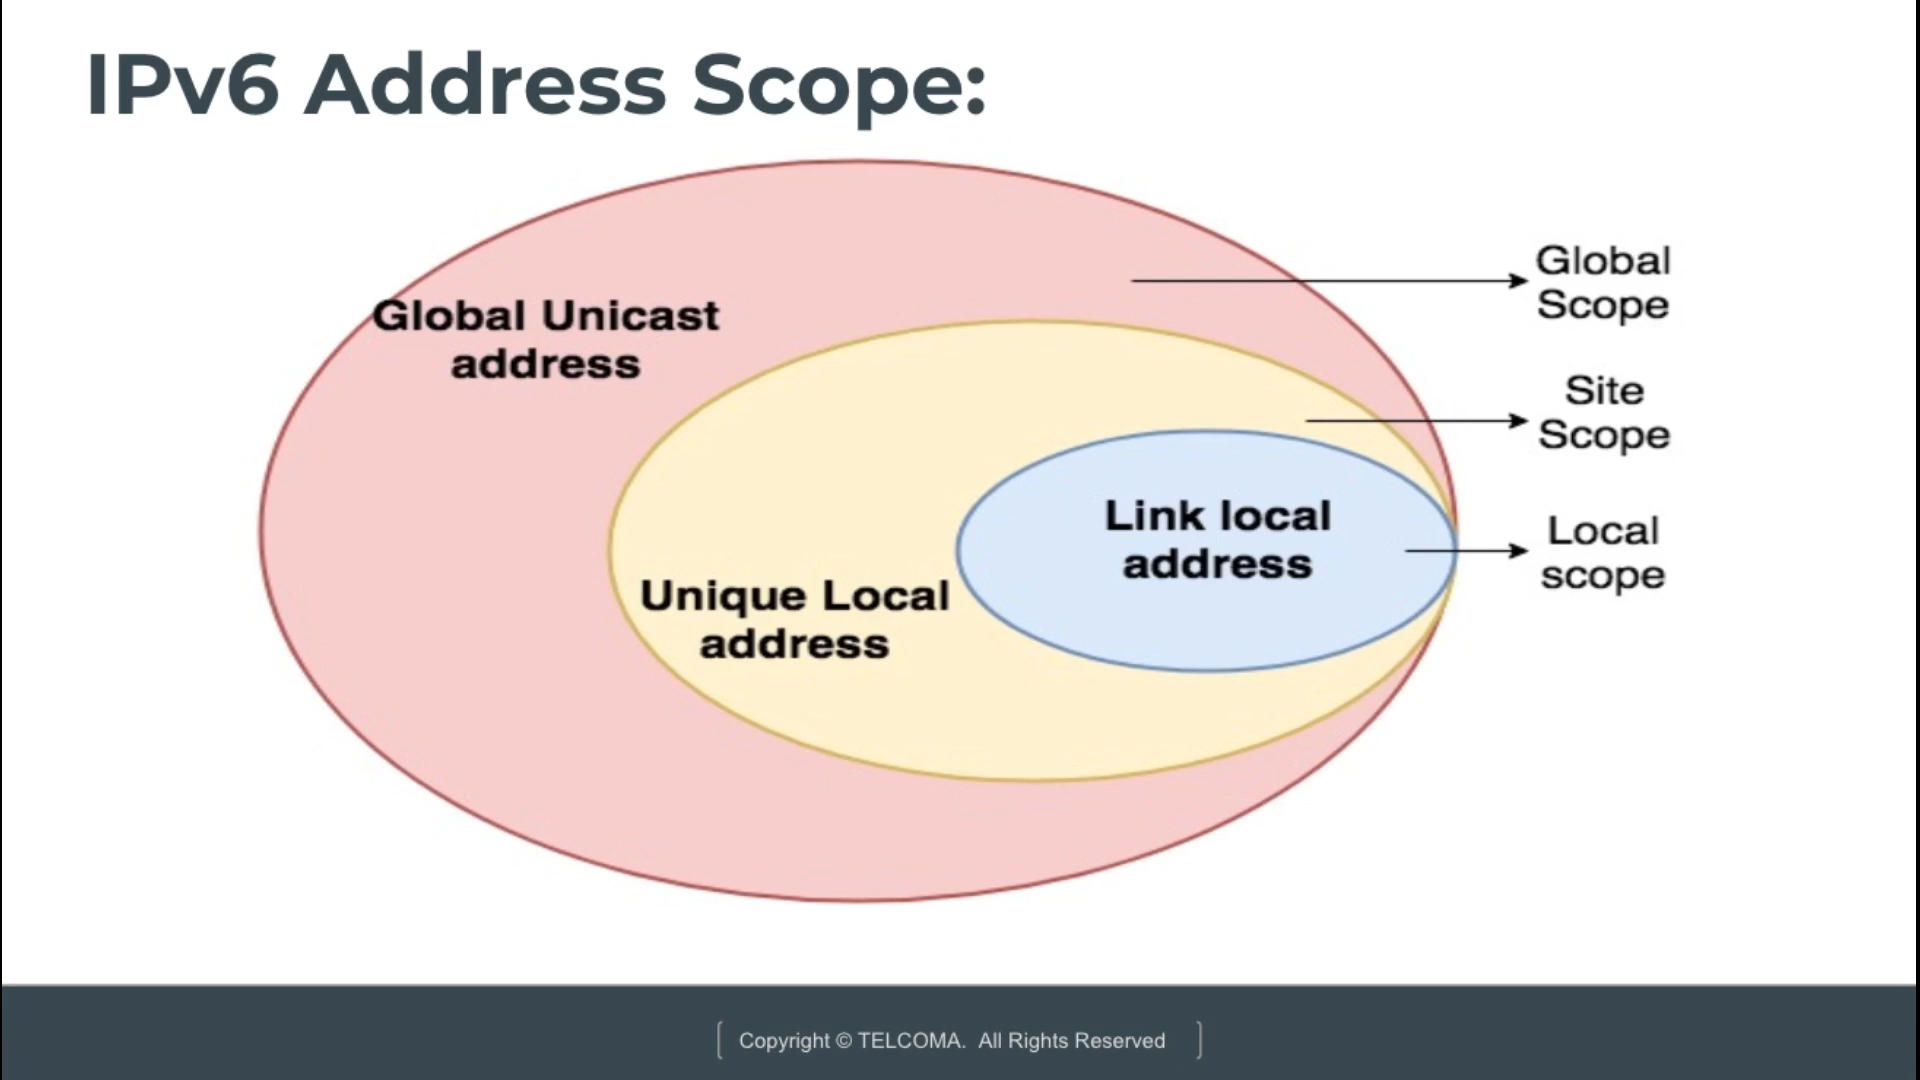 IPv6 Address Scope:
Global Unicast
address
Unique Local
address
Link local
address
Global
Scope
Site
Scope
Local
scope
Copyright © TELCOMA. All Rights Reserved